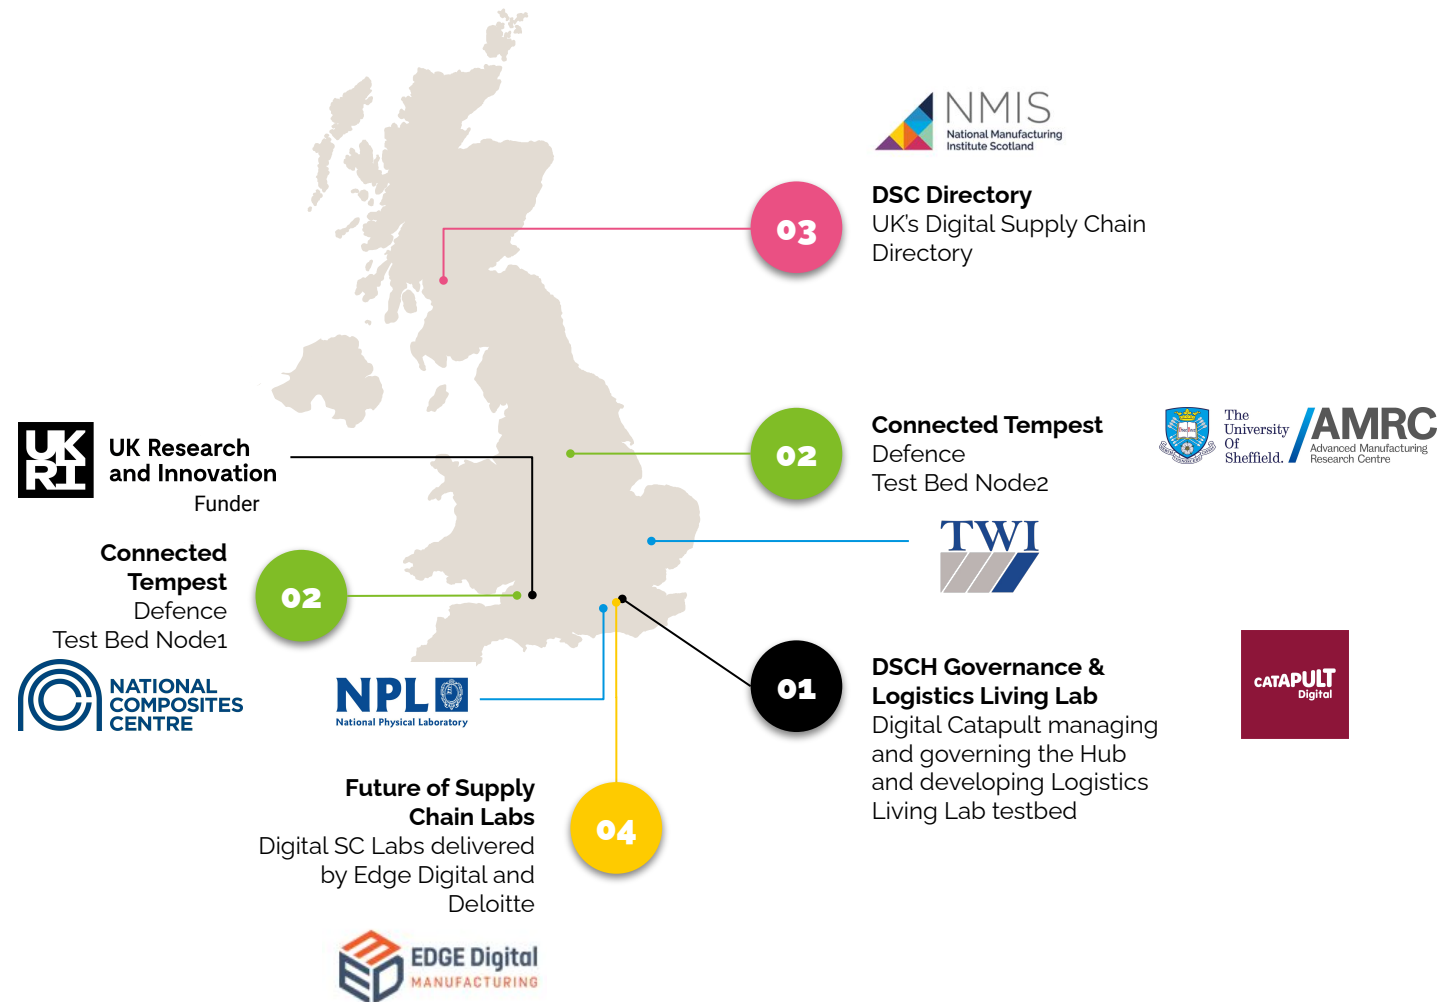 NMIS
National Manufacturing
Institute Scotland
03
DSC Directory
UK's Digital Supply Chain
Directory
02
Connected Tempest
Defence
Test Bed Node2
The
University
Of
Sheffield.
AMRC
Advanced Manufacturing
Research Centre
UK
RI
UK Research
and Innovation
Funder
TWI
Connected
Tempest
Defence
Test Bed Node1
02
NATIONAL
COMPOSITES
CENTRE
NPL
National Physical Laboratory
01
DSCH Governance &
Logistics Living Lab
Digital Catapult managing
and governing the Hub
and developing Logistics
Living Lab testbed
CATAPULT
Digital
Future of Supply
Chain Labs
Digital SC Labs delivered
by Edge Digital and
Deloitte
04
EDGE Digital
MANUFACTURING